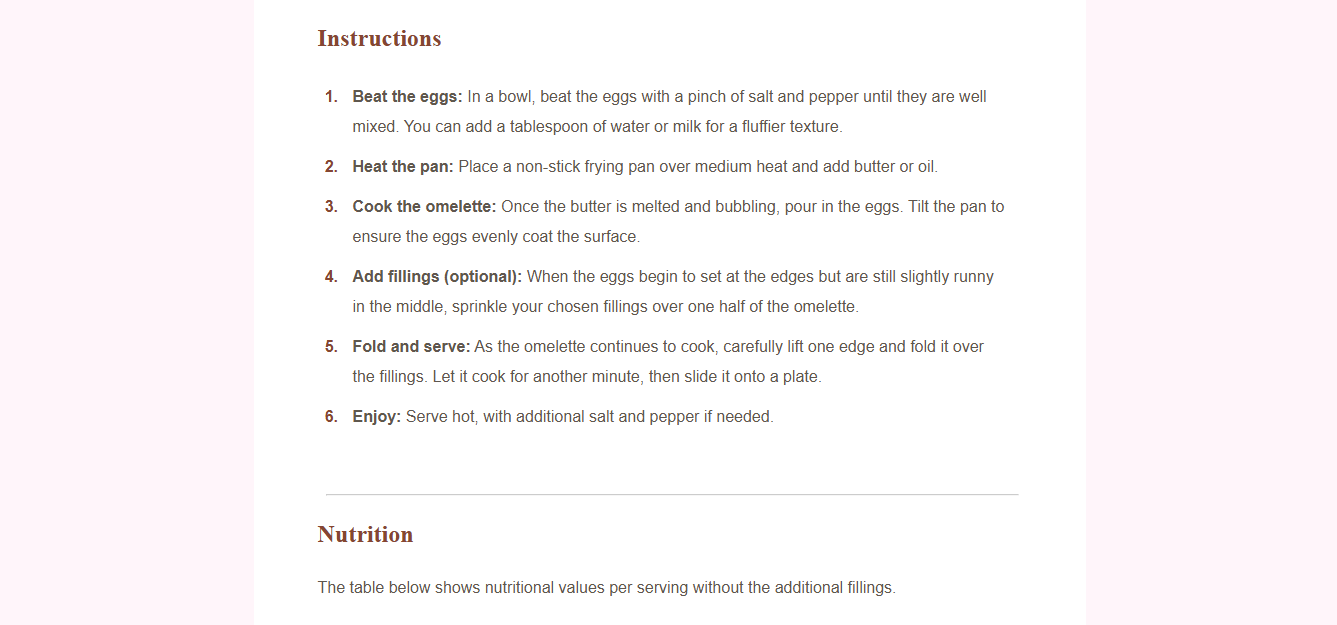 Instructions
1. Beat the eggs: In a bowl, beat the eggs with a pinch of salt and pepper until they are well
mixed. You can add a tablespoon of water or milk for a fluffier texture.
2. Heat the pan: Place a non-stick frying pan over medium heat and add butter or oil.
3. Cook the omelette: Once the butter is melted and bubbling, pour in the eggs. Tilt the pan to
ensure the eggs evenly coat the surface.
4. Add fillings (optional): When the eggs begin to set at the edges but are still slightly runny
in the middle, sprinkle your chosen fillings over one half of the omelette.
5. Fold and serve: As the omelette continues to cook, carefully lift one edge and fold it over
the fillings. Let it cook for another minute, then slide it onto a plate.
6. Enjoy: Serve hot, with additional salt and pepper if needed.
Nutrition
The table below shows nutritional values per serving without the additional fillings.